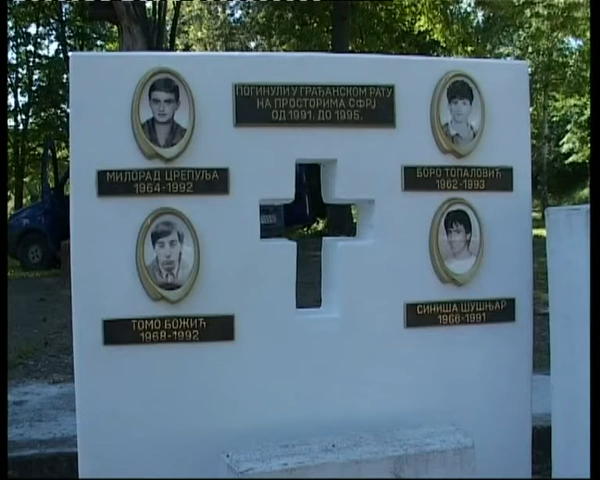 ПОГИНУЛИ У ГРАЂАНСКОМ РАТУ
НА ПРОСТОРИМА СФРЈ
ОД 1991. ДО 1995.
МИЛОРАД ЦРЕПУЉА
1964-1992
БОРО ТОПАЛОВИЋ
1962-1993
ТОМО БОЖИЋ
1968-1992
СИНИША ШУШЊАР
1966-1991